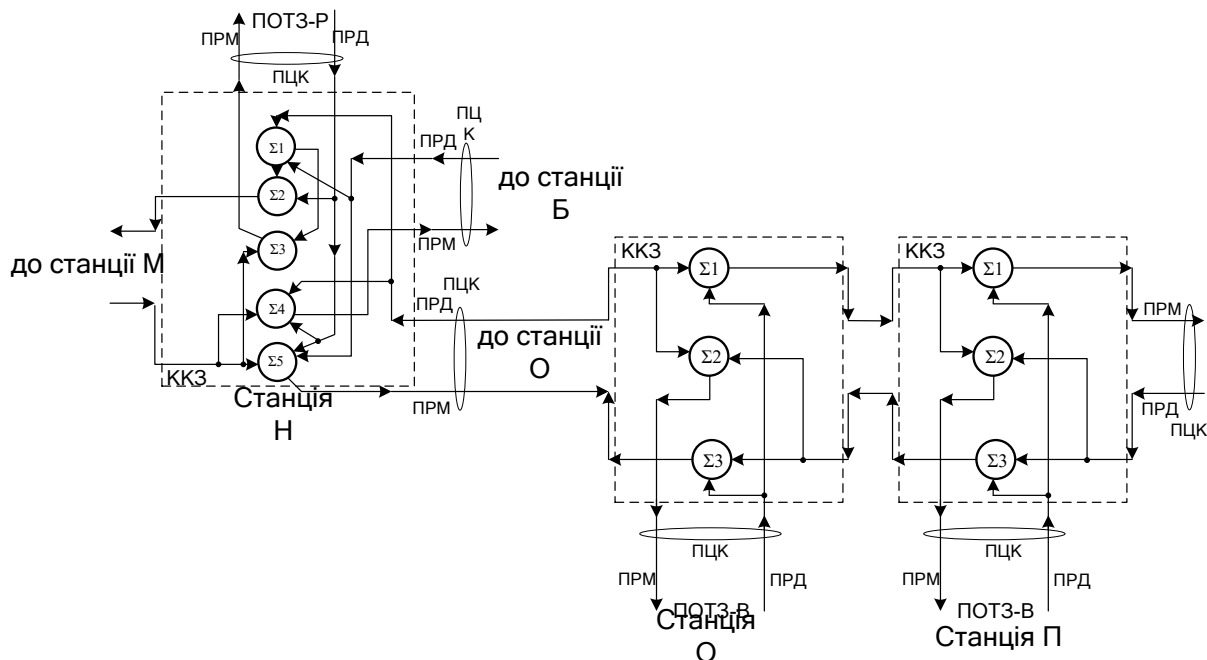 ПОТЗ-Р
ПРМ
ПРД
ПЦК
Σ1
Σ2
Σ3
Σ4
Σ5
ПЦ
К
ПРД
до станції
Б
ПРМ
до станції М
ПЦК
ПРД
до станції
О
ПРМ
ККЗ
Станція
Н
ККЗ
Σ1
Σ2
Σ3
ПЦК
ПРМ
ПРД
ПОТЗ-В
Станція
О
ККЗ
Σ1
Σ2
Σ3
ПРМ
ПРД
ПЦК
ПЦК
ПРМ
ПРД
ПОТЗ-В
Станція П